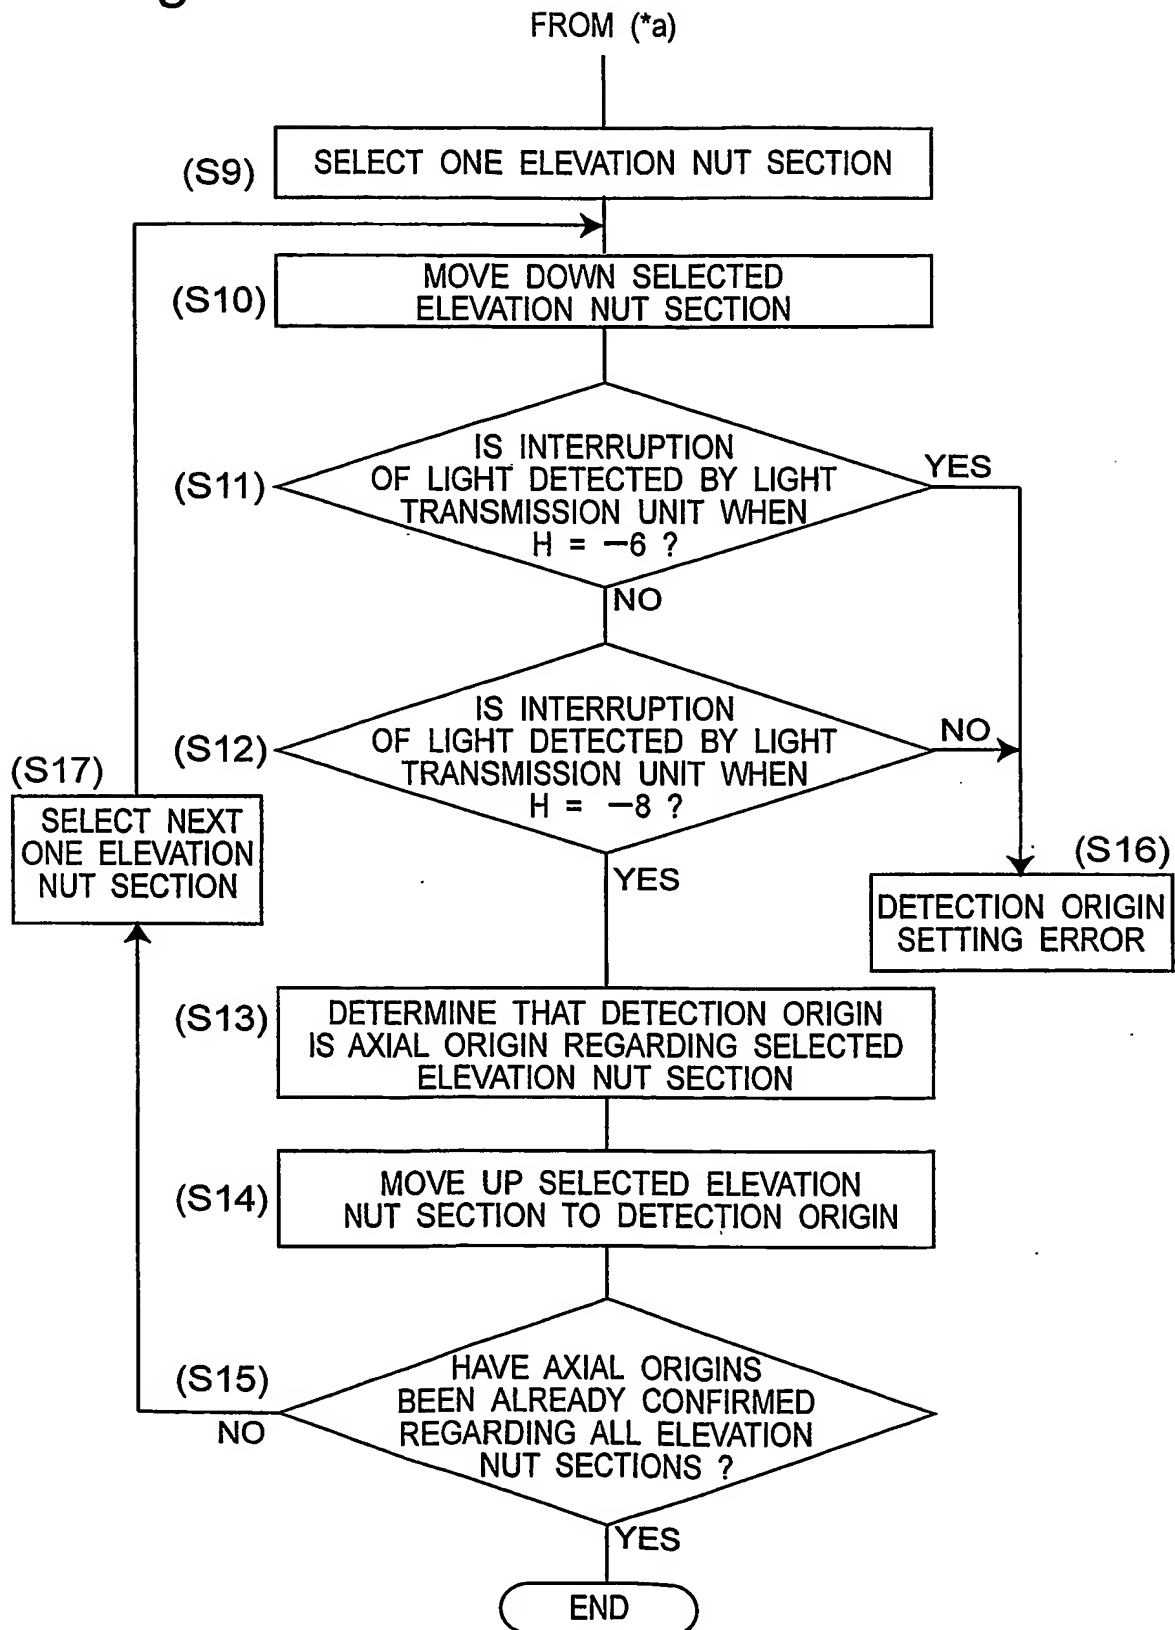 FROM (*a)
(S9)
SELECT ONE ELEVATION NUT SECTION
(S10)
MOVE DOWN SELECTED
ELEVATION NUT SECTION
(S11)
IS INTERRUPTION
OF LIGHT DETECTED BY LIGHT
TRANSMISSION UNIT WHEN
H = −6 ?
YES
NO
(S12)
IS INTERRUPTION
OF LIGHT DETECTED BY LIGHT
TRANSMISSION UNIT WHEN
H = −8 ?
NO
YES
(S17)
SELECT NEXT
ONE ELEVATION
NUT SECTION
(S16)
DETECTION ORIGIN
SETTING ERROR
(S13)
DETERMINE THAT DETECTION ORIGIN
IS AXIAL ORIGIN REGARDING SELECTED
ELEVATION NUT SECTION
(S14)
MOVE UP SELECTED ELEVATION
NUT SECTION TO DETECTION ORIGIN
(S15)
HAVE AXIAL ORIGINS
BEEN ALREADY CONFIRMED
REGARDING ALL ELEVATION
NUT SECTIONS ?
NO
YES
END